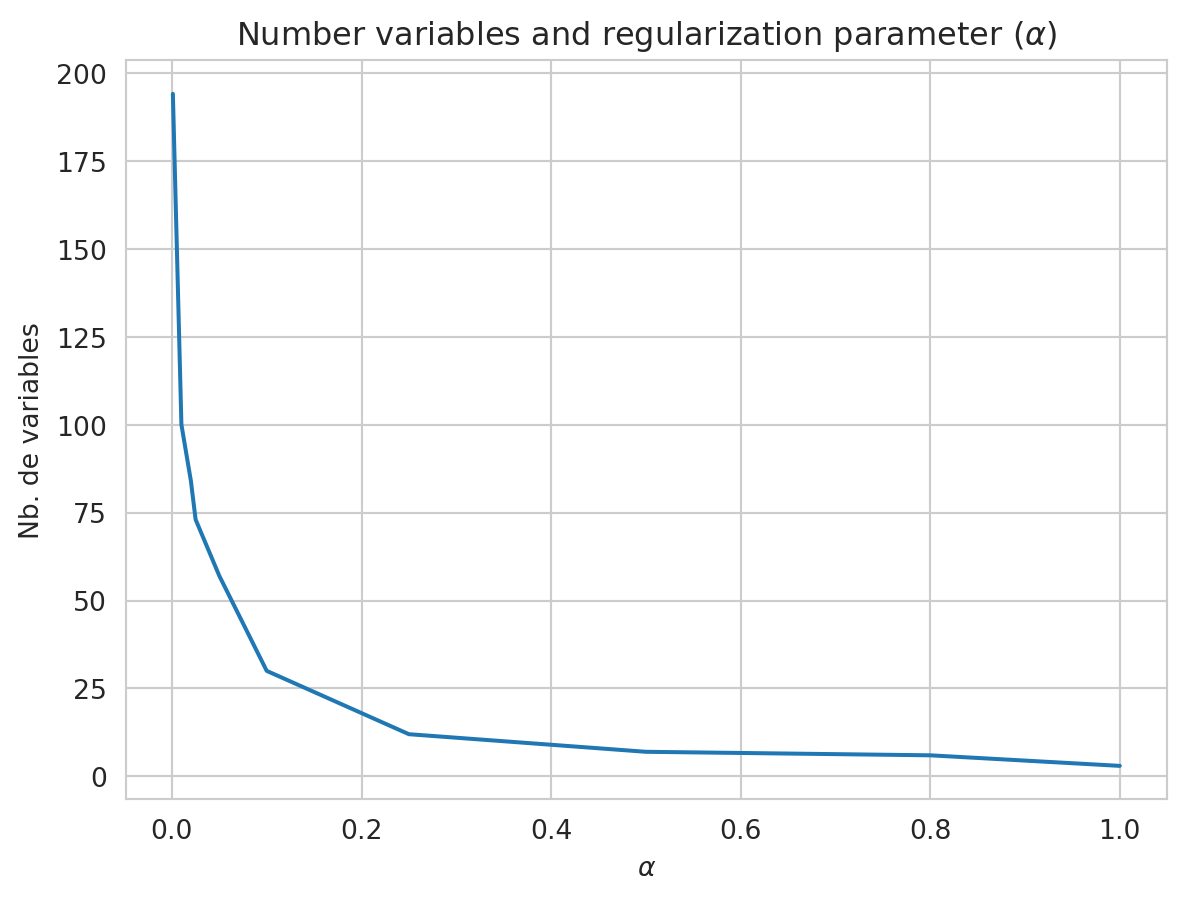 Number variables and regularization parameter (α)
200
175
150
125
100
75
50
25
0
Nb. de variables
0.0 0.2 0.4 0.6 0.8 1.0
α